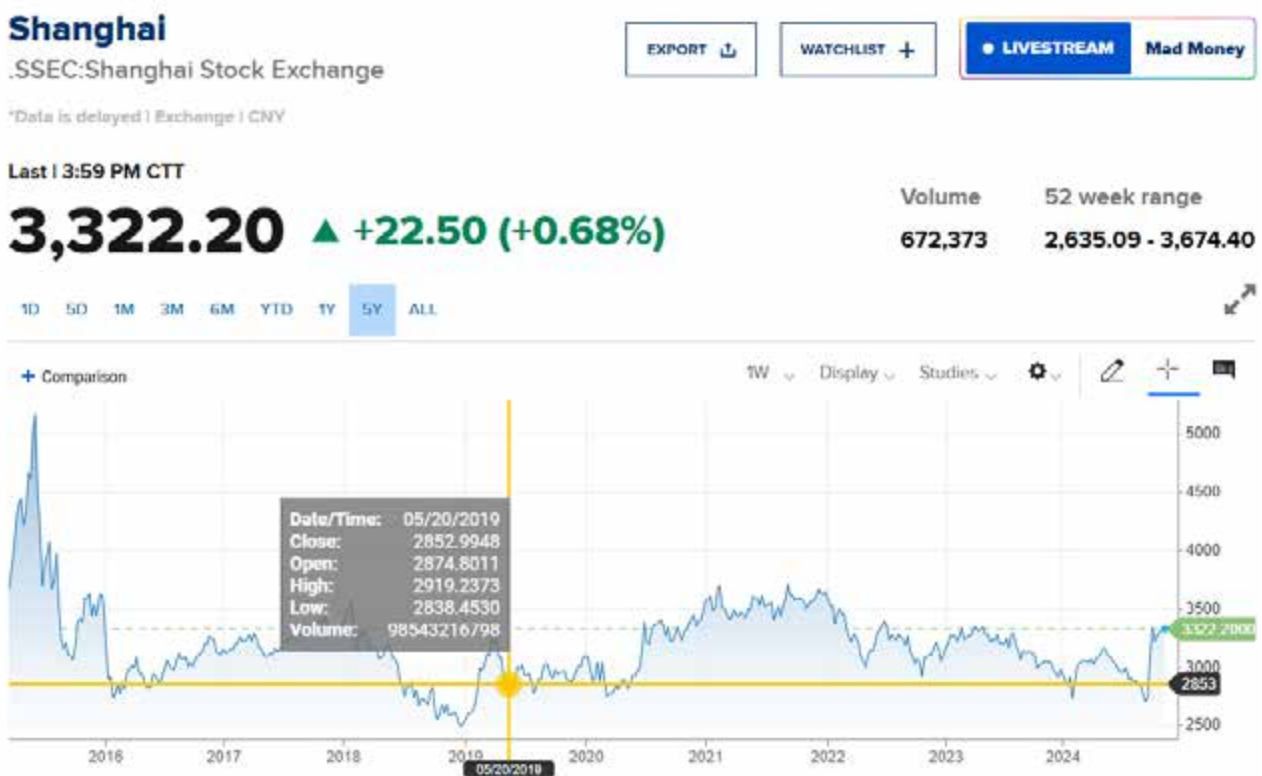 Shanghai
.SSEC:Shanghai Stock Exchange
EXPORT
WATCHLIST +
LIVESTREAM
Mad Money
*Data is delayed | Exchange | CNY
Last | 3:59 PM CTT
3,322.20 ▲ +22.50 (+0.68%)
Volume
672,373
52 week range
2,635.09 - 3,674.40
1D 5D 1M 3M 6M YTD 1Y 5Y ALL
+ Comparison
1W Display Studies
Date/Time: 05/20/2019
Close: 2852.9948
Open: 2874.8011
High: 2919.2373
Low: 2838.4530
Volume: 98543216798
5000
4500
4000
3500
3322.2000
3000
2853
2500
2016 2017 2018 2019 2020 2021 2022 2023 2024
05/20/2019